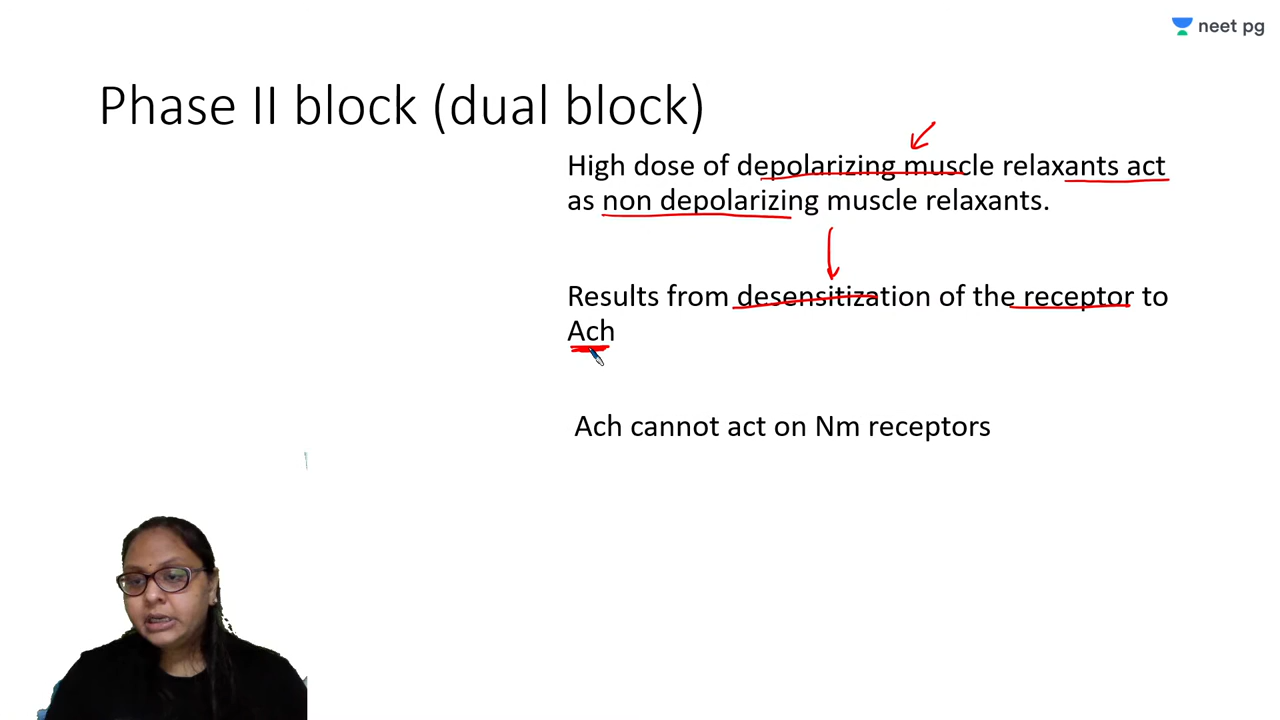 neet pg
Phase II block (dual block)
High dose of depolarizing muscle relaxants act
as non depolarizing muscle relaxants.
Results from desensitization of the receptor to
Ach
Ach cannot act on Nm receptors